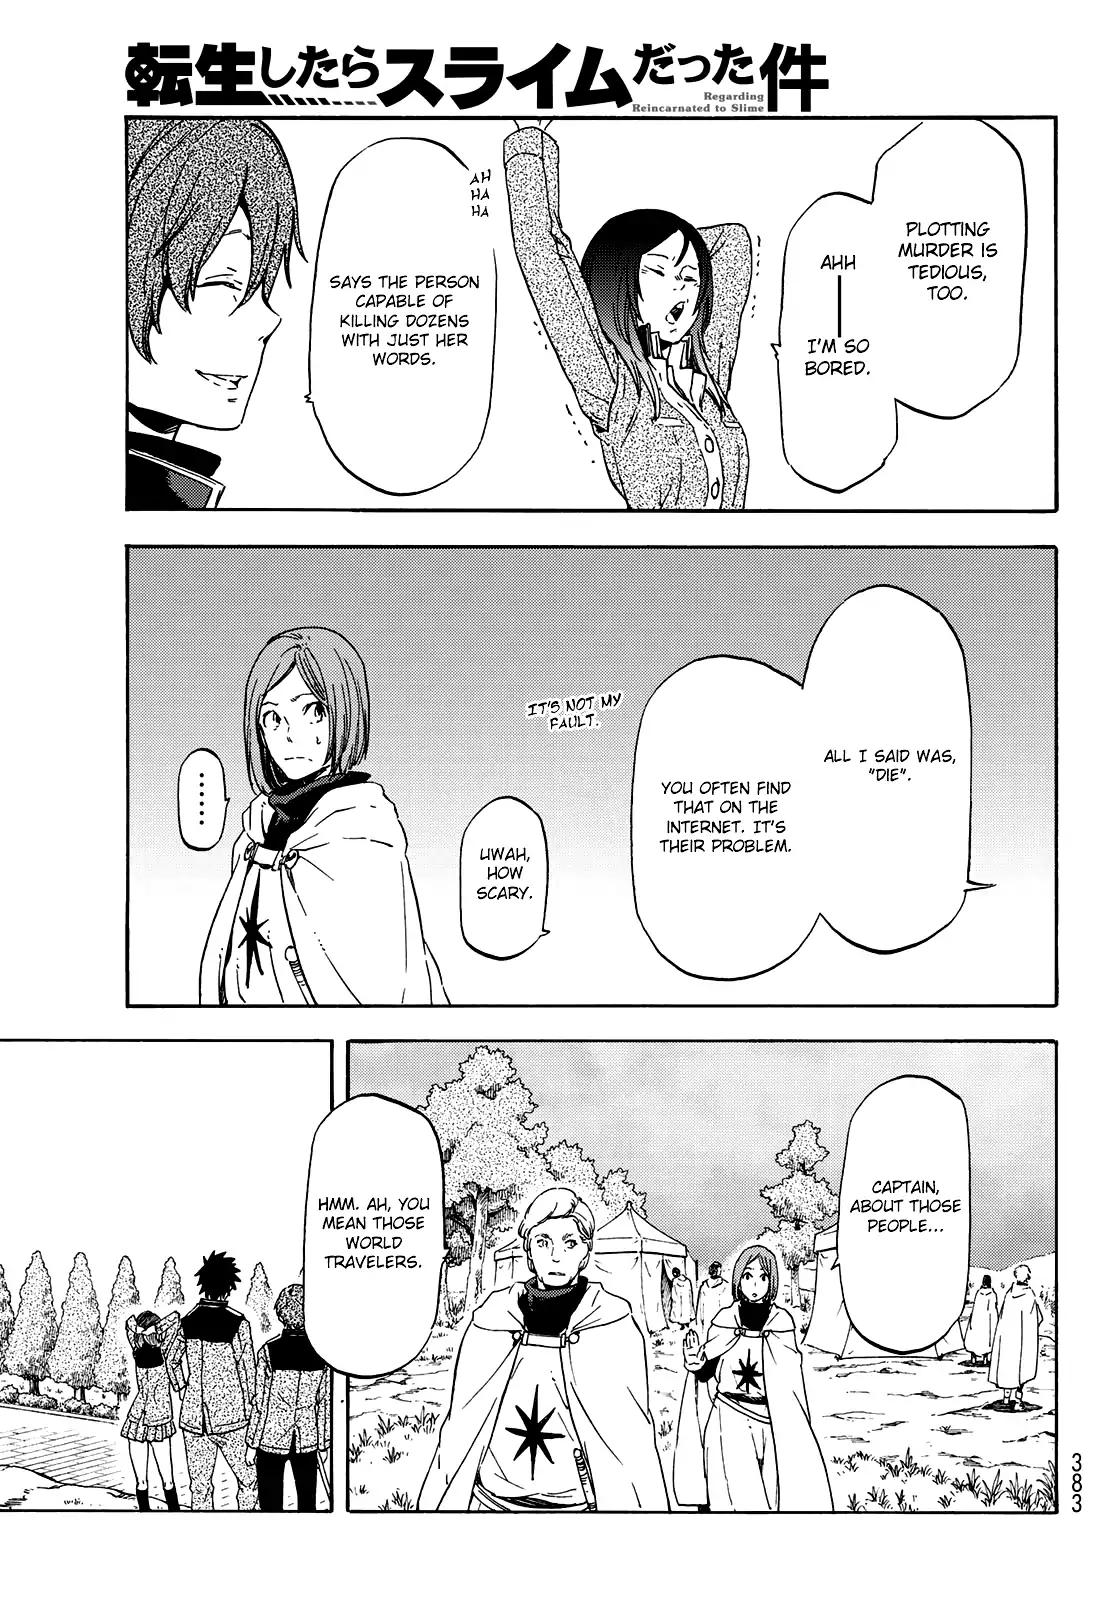 転生したらスライムだった件
Regarding
Reincarnated to Slime
PLOTTING
MURDER IS
TEDIOUS,
TOO.
AHH
I'M SO
BORED.
AH
HA
HA
SAYS THE PERSON
CAPABLE OF
KILLING DOZENS
WITH JUST HER
WORDS.
ALL I SAID WAS,
"DIE".
YOU OFTEN FIND
THAT ON THE
INTERNET. IT'S
THEIR PROBLEM.
IT'S NOT MY
FAULT.
UWAH,
HOW
SCARY.
......
CAPTAIN,
ABOUT THOSE
PEOPLE...
HMM. AH, YOU
MEAN THOSE
WORLD
TRAVELERS.
383